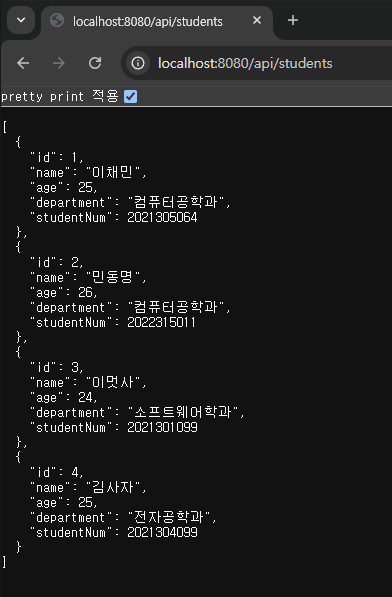 localhost:8080/api/students
localhost:8080/api/students
pretty print 적용
[
  {
    "id": 1,
    "name": "이채민",
    "age": 25,
    "department": "컴퓨터공학과",
    "studentNum": 2021305064
  },
  {
    "id": 2,
    "name": "민동명",
    "age": 26,
    "department": "컴퓨터공학과",
    "studentNum": 2022315011
  },
  {
    "id": 3,
    "name": "이멋사",
    "age": 24,
    "department": "소프트웨어학과",
    "studentNum": 2021301099
  },
  {
    "id": 4,
    "name": "김사자",
    "age": 25,
    "department": "전자공학과",
    "studentNum": 2021304099
  }
]